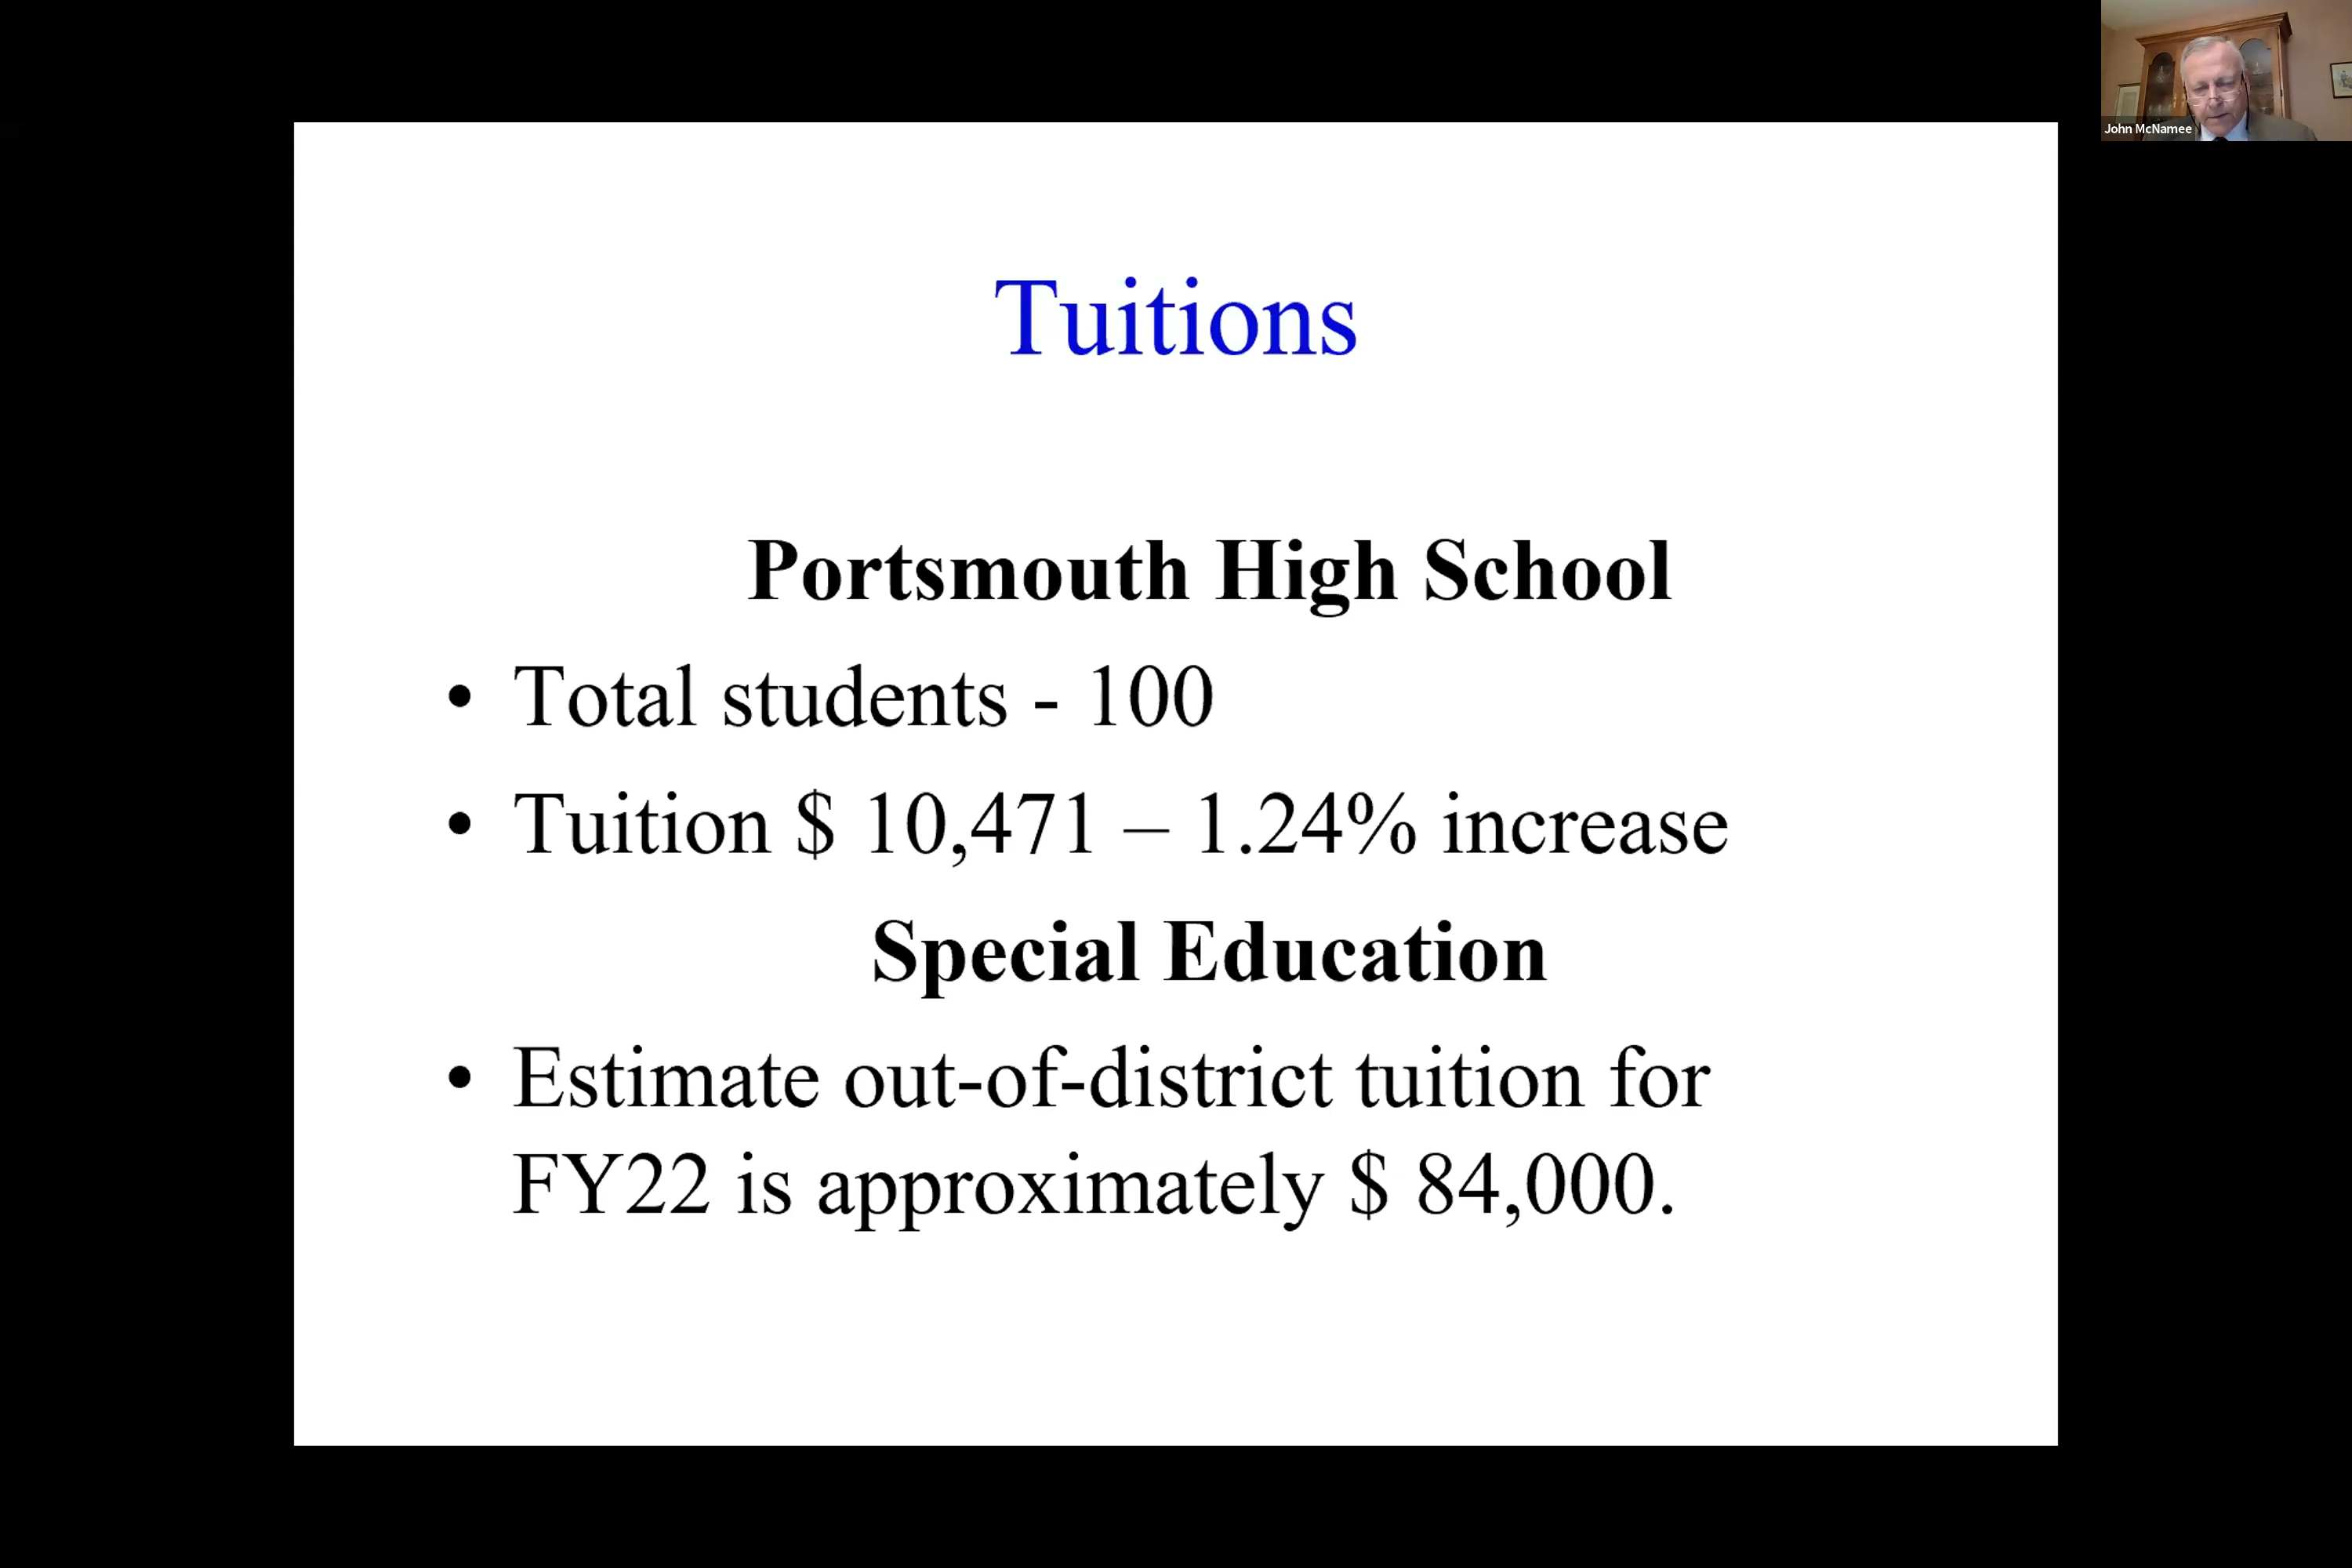 John McNamee
Tuitions
Portsmouth High School
• Total students - 100
• Tuition $ 10,471 – 1.24% increase
Special Education
• Estimate out-of-district tuition for
FY22 is approximately $ 84,000.